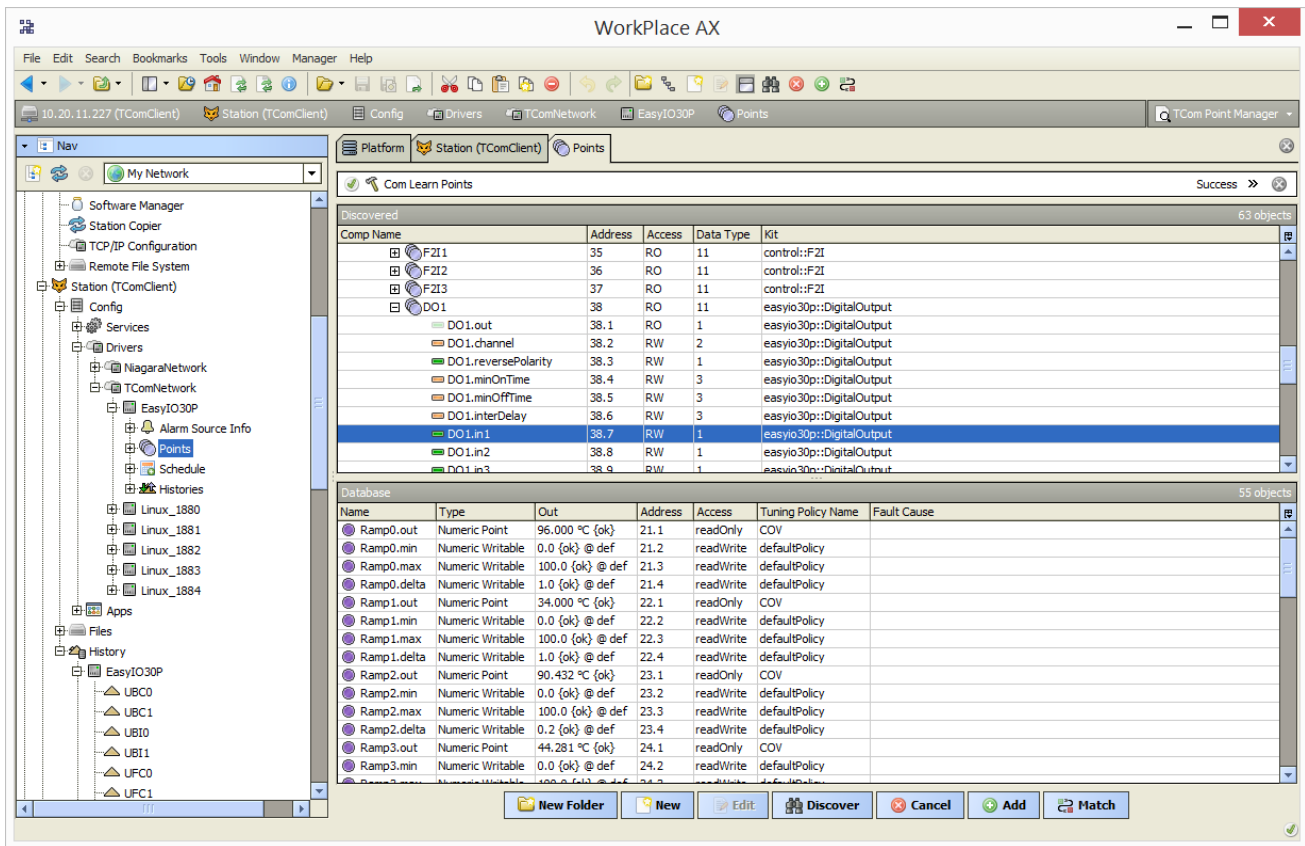 WorkPlace AX
File Edit Search Bookmarks Tools Window Manager Help
10.20.11.227 (TComClient) Station (TComClient) Config Drivers TComNetwork EasyIO30P Points TCom Point Manager
Nav
My Network
Software Manager
Station Copier
TCP/IP Configuration
Remote File System
Station (TComClient)
Config
Services
Drivers
NiagaraNetwork
TComNetwork
EasyIO30P
Alarm Source Info
Points
Schedule
Histories
Linux_1880
Linux_1881
Linux_1882
Linux_1883
Linux_1884
Apps
Files
History
EasyIO30P
UBC0
UBC1
UBI0
UBI1
UFC0
UFC1
Platform Station (TComClient) Points
Com Learn Points Success »
Discovered 63 objects
Comp Name Address Access Data Type Kit
F2I1 35 RO 11 control::F2I
F2I2 36 RO 11 control::F2I
F2I3 37 RO 11 control::F2I
DO1 38 RO 11 easyio30p::DigitalOutput
DO1.out 38.1 RO 1 easyio30p::DigitalOutput
DO1.channel 38.2 RW 2 easyio30p::DigitalOutput
DO1.reversePolarity 38.3 RW 1 easyio30p::DigitalOutput
DO1.minOnTime 38.4 RW 3 easyio30p::DigitalOutput
DO1.minOffTime 38.5 RW 3 easyio30p::DigitalOutput
DO1.interDelay 38.6 RW 3 easyio30p::DigitalOutput
DO1.in1 38.7 RW 1 easyio30p::DigitalOutput
DO1.in2 38.8 RW 1 easyio30p::DigitalOutput
DO1.in3 38.9 RW 1 easyio30p::DigitalOutput
Database 55 objects
Name Type Out Address Access Tuning Policy Name Fault Cause
Ramp0.out Numeric Point 96.000 ºC {ok} 21.1 readOnly COV
Ramp0.min Numeric Writable 0.0 {ok} @ def 21.2 readWrite defaultPolicy
Ramp0.max Numeric Writable 100.0 {ok} @ def 21.3 readWrite defaultPolicy
Ramp0.delta Numeric Writable 1.0 {ok} @ def 21.4 readWrite defaultPolicy
Ramp1.out Numeric Point 34.000 ºC {ok} 22.1 readOnly COV
Ramp1.min Numeric Writable 0.0 {ok} @ def 22.2 readWrite defaultPolicy
Ramp1.max Numeric Writable 100.0 {ok} @ def 22.3 readWrite defaultPolicy
Ramp1.delta Numeric Writable 1.0 {ok} @ def 22.4 readWrite defaultPolicy
Ramp2.out Numeric Point 90.432 ºC {ok} 23.1 readOnly COV
Ramp2.min Numeric Writable 0.0 {ok} @ def 23.2 readWrite defaultPolicy
Ramp2.max Numeric Writable 100.0 {ok} @ def 23.3 readWrite defaultPolicy
Ramp2.delta Numeric Writable 0.2 {ok} @ def 23.4 readWrite defaultPolicy
Ramp3.out Numeric Point 44.281 ºC {ok} 24.1 readOnly COV
Ramp3.min Numeric Writable 0.0 {ok} @ def 24.2 readWrite defaultPolicy
New Folder New Edit Discover Cancel Add Match